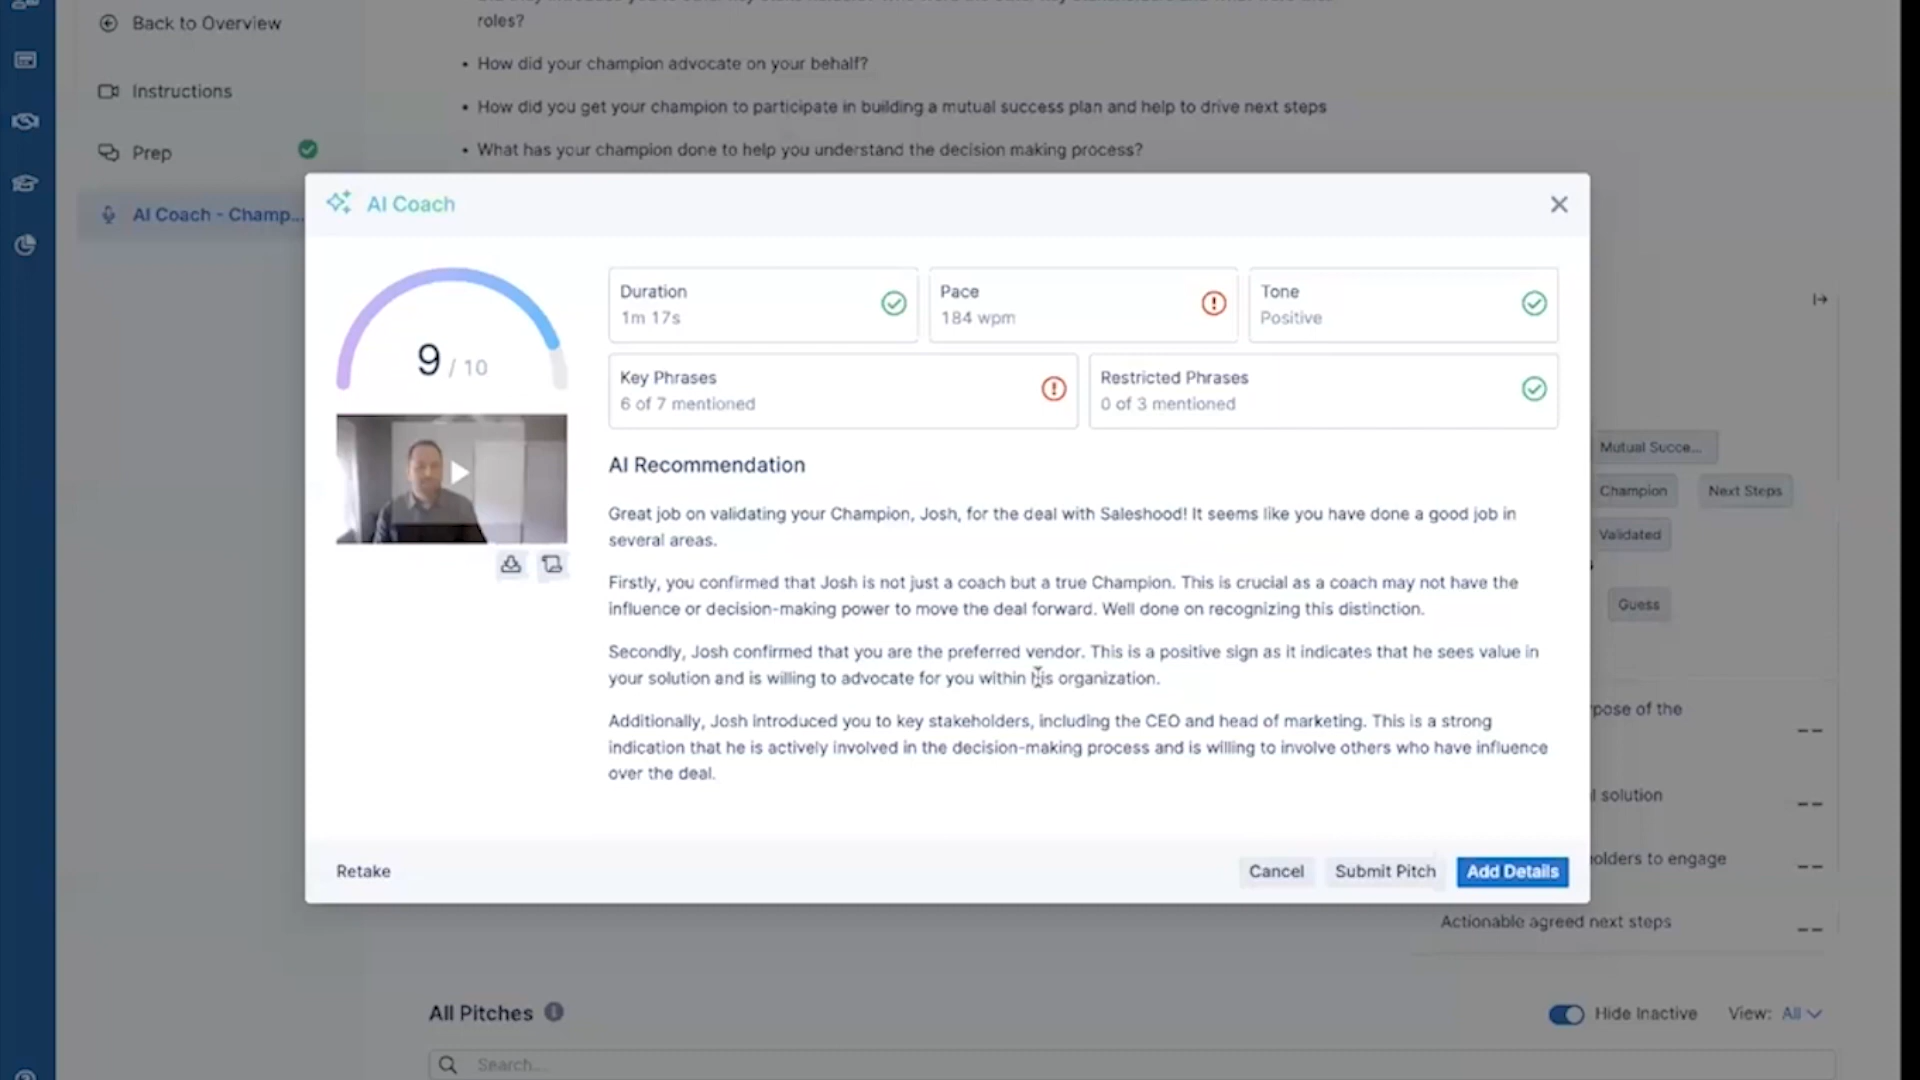 Back to Overview
Instructions
Prep
AI Coach - Champ...
roles?
• How did your champion advocate on your behalf?
• How did you get your champion to participate in building a mutual success plan and help to drive next steps
• What has your champion done to help you understand the decision making process?
AI Coach
9 / 10
Duration
1m 17s
Pace
184 wpm
Tone
Positive
Key Phrases
6 of 7 mentioned
Restricted Phrases
0 of 3 mentioned
AI Recommendation
Great job on validating your Champion, Josh, for the deal with Saleshood! It seems like you have done a good job in
several areas.
Firstly, you confirmed that Josh is not just a coach but a true Champion. This is crucial as a coach may not have the
influence or decision-making power to move the deal forward. Well done on recognizing this distinction.
Secondly, Josh confirmed that you are the preferred vendor. This is a positive sign as it indicates that he sees value in
your solution and is willing to advocate for you within his organization.
Additionally, Josh introduced you to key stakeholders, including the CEO and head of marketing. This is a strong
indication that he is actively involved in the decision-making process and is willing to involve others who have influence
over the deal.
Retake
Cancel
Submit Pitch
Add Details
Mutual Succe...
Champion
Next Steps
Validated
Guess
pose of the
--
l solution
--
olders to engage
--
Actionable agreed next steps
--
All Pitches
Hide Inactive
View: All
Search...